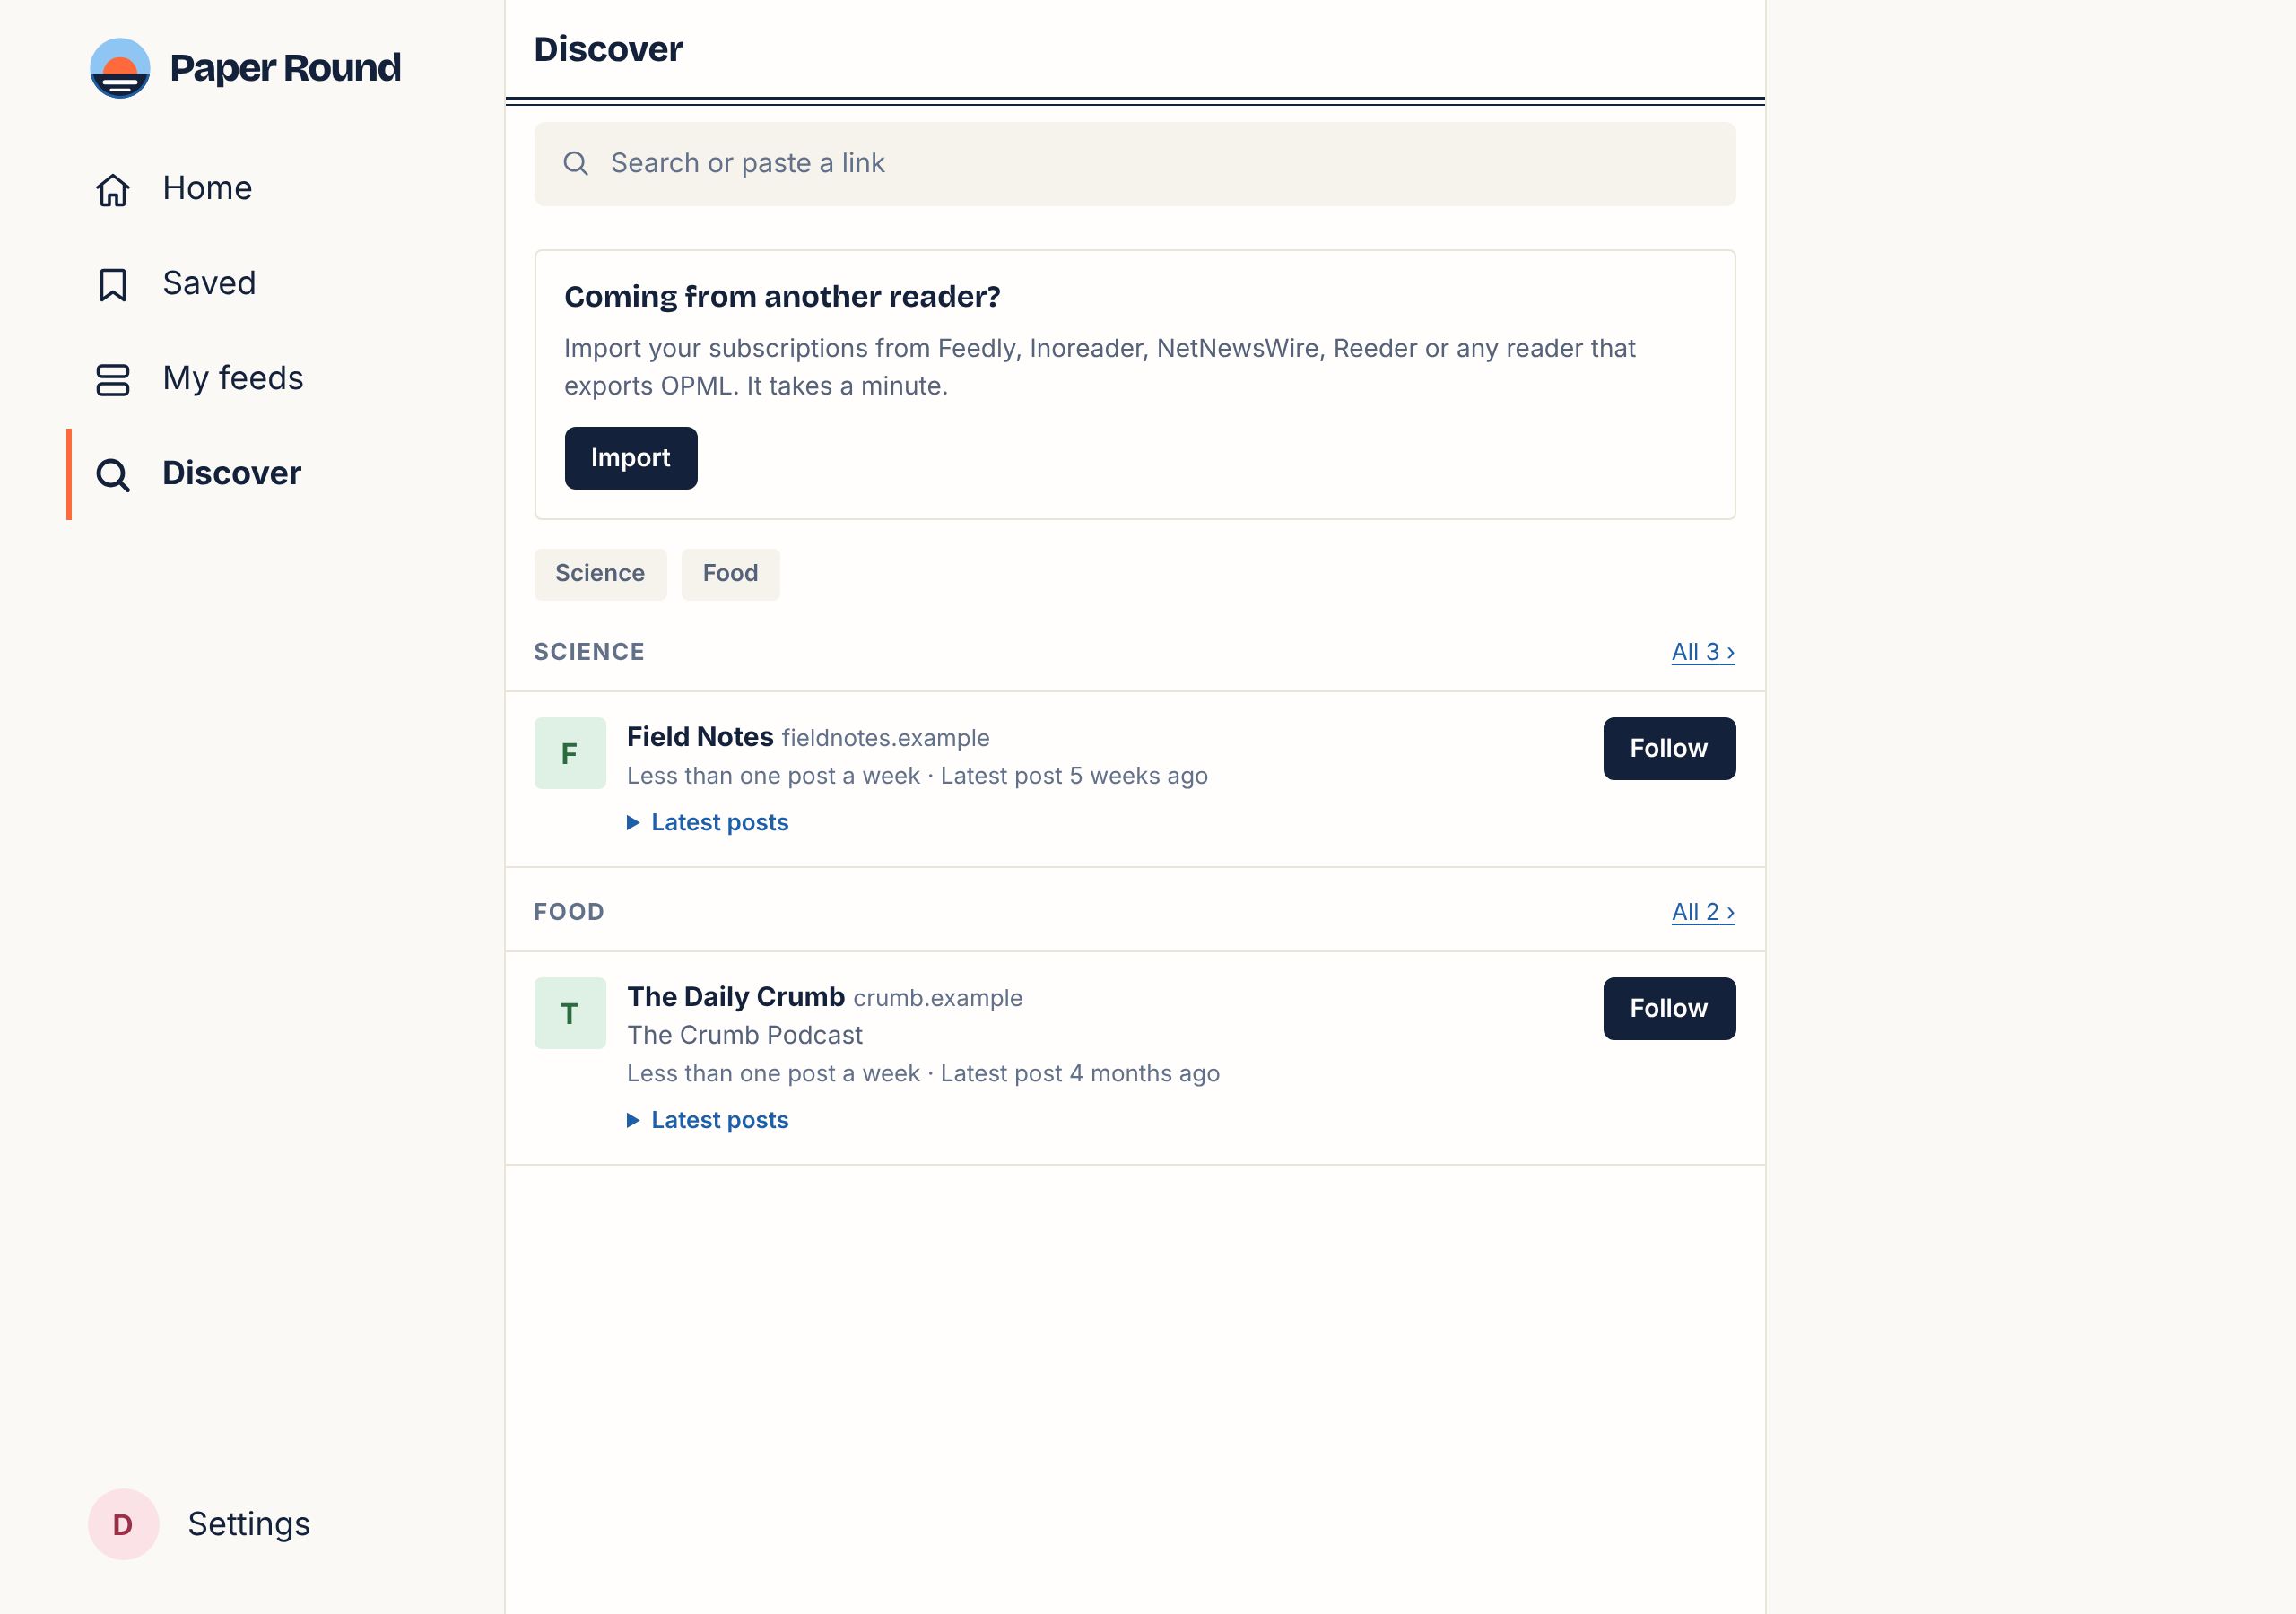 Paper Round
Home
Saved
My feeds
Discover
D
Settings
Discover
Search or paste a link
Coming from another reader?
Import your subscriptions from Feedly, Inoreader, NetNewsWire, Reeder or any reader that
exports OPML. It takes a minute.
Import
Science
Food
SCIENCE
All 3 ›
F
Field Notes fieldnotes.example
Follow
Less than one post a week · Latest post 5 weeks ago
Latest posts
FOOD
All 2 ›
T
The Daily Crumb crumb.example
Follow
The Crumb Podcast
Less than one post a week · Latest post 4 months ago
Latest posts